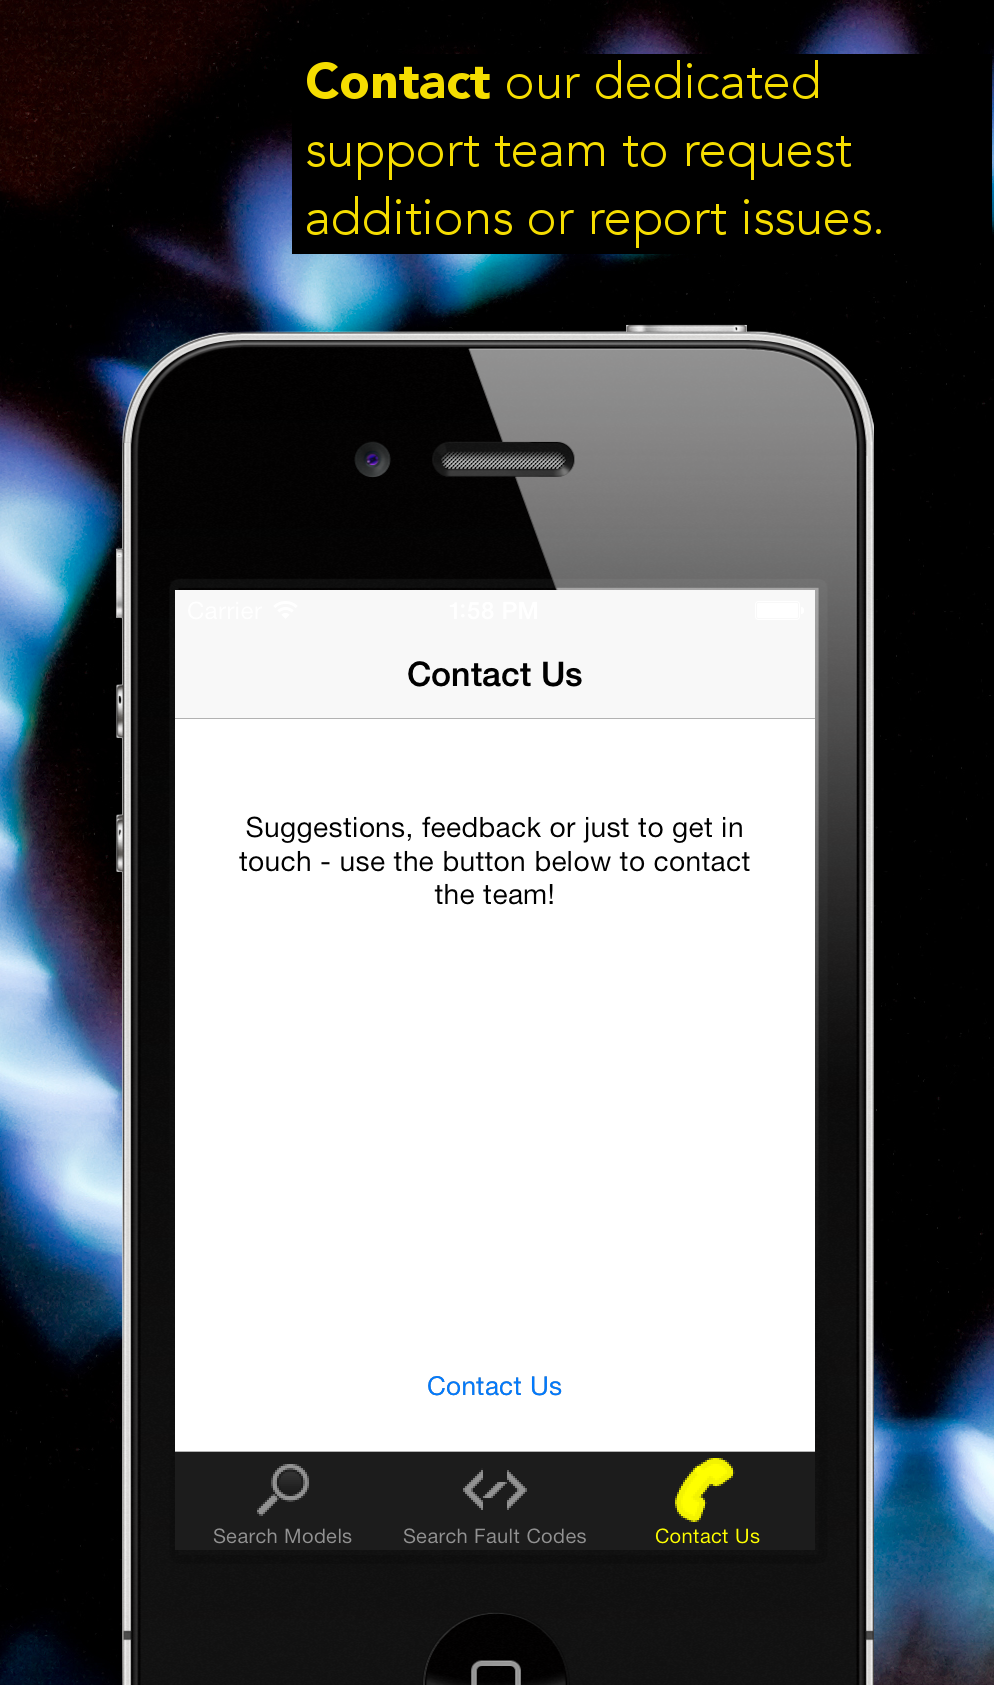 Contact our dedicated
support team to request
additions or report issues.
Carrier 1:58 PM
Contact Us
Suggestions, feedback or just to get in
touch - use the button below to contact
the team!
Contact Us
Search Models Search Fault Codes Contact Us